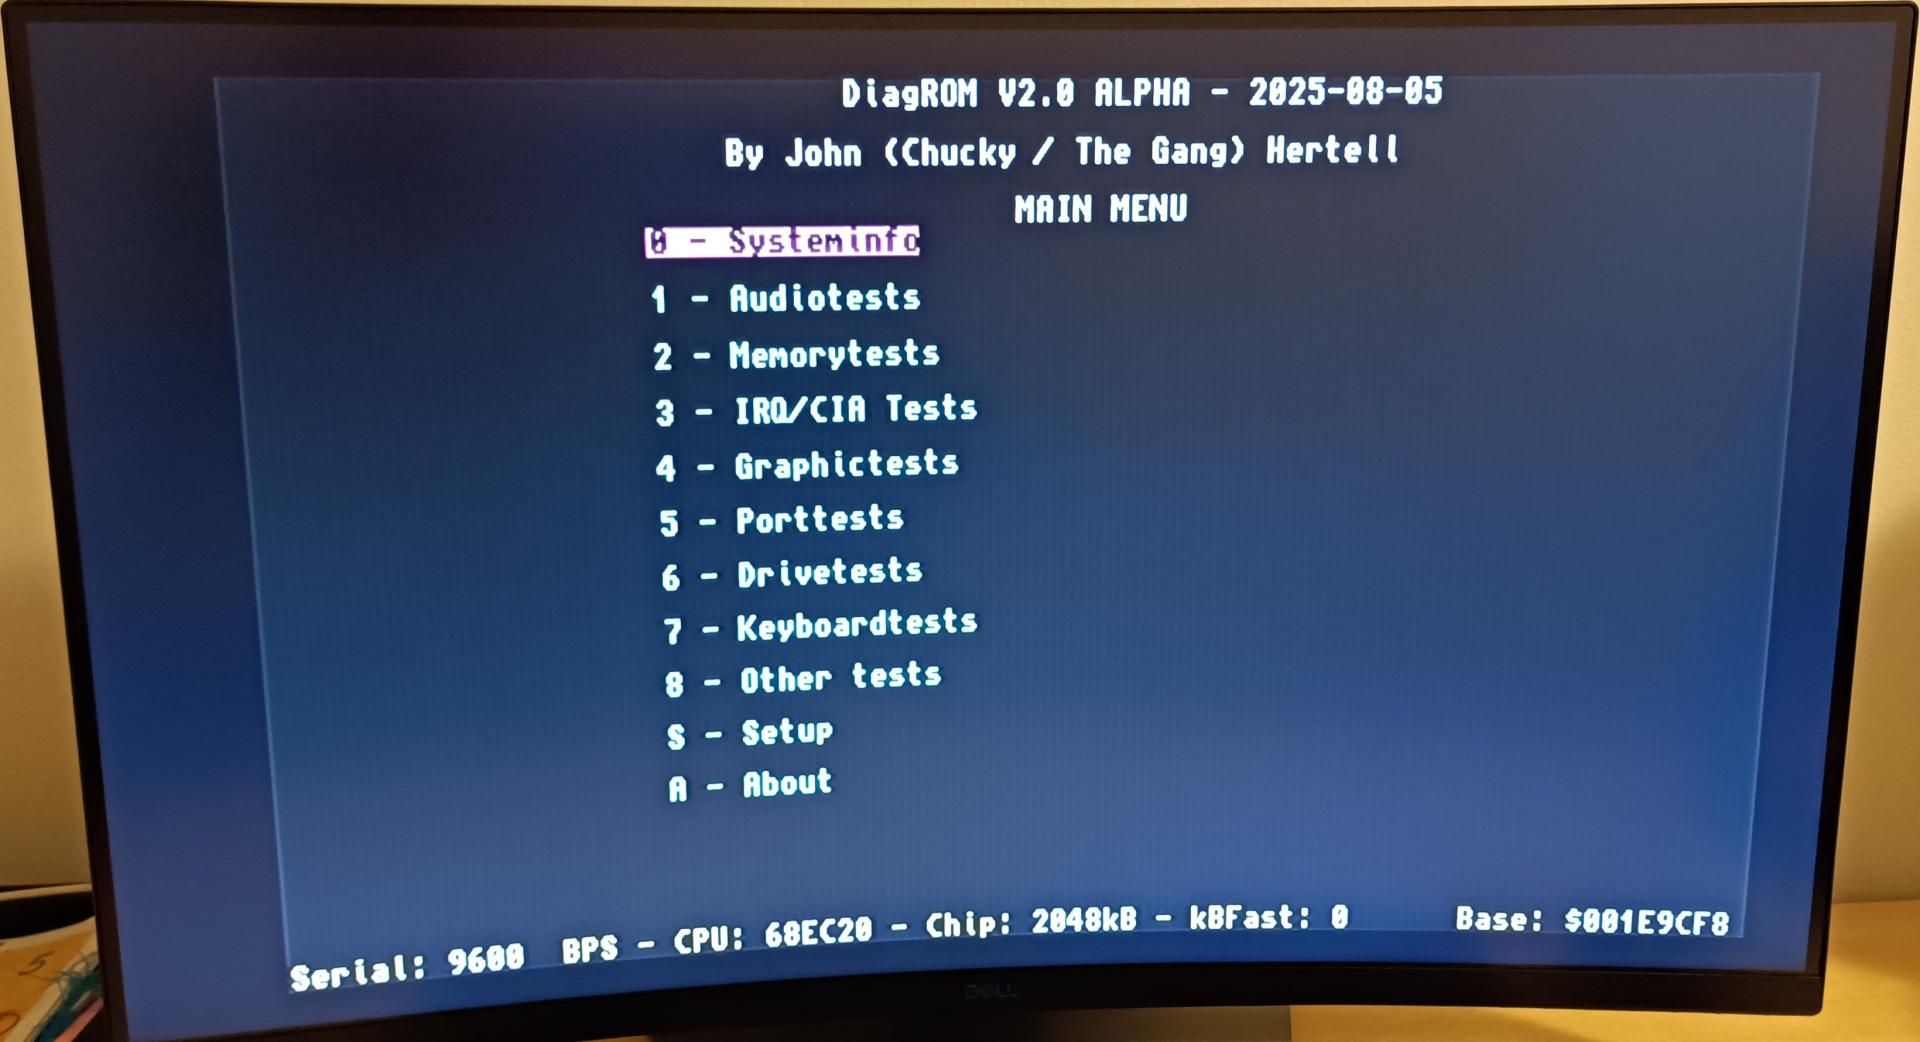 DiagROM V2.0 ALPHA - 2025-08-05
By John (Chucky / The Gang) Hertell
MAIN MENU
0 - Systeminfo
1 - Audiotests
2 - Memorytests
3 - IRQ/CIA Tests
4 - Graphictests
5 - Porttests
6 - Drivetests
7 - Keyboardtests
8 - Other tests
S - Setup
A - About
Serial: 9600 BPS - CPU: 68EC20 - Chip: 2048kB - kBFast: 0 Base: $001E9CF8
DELL
5